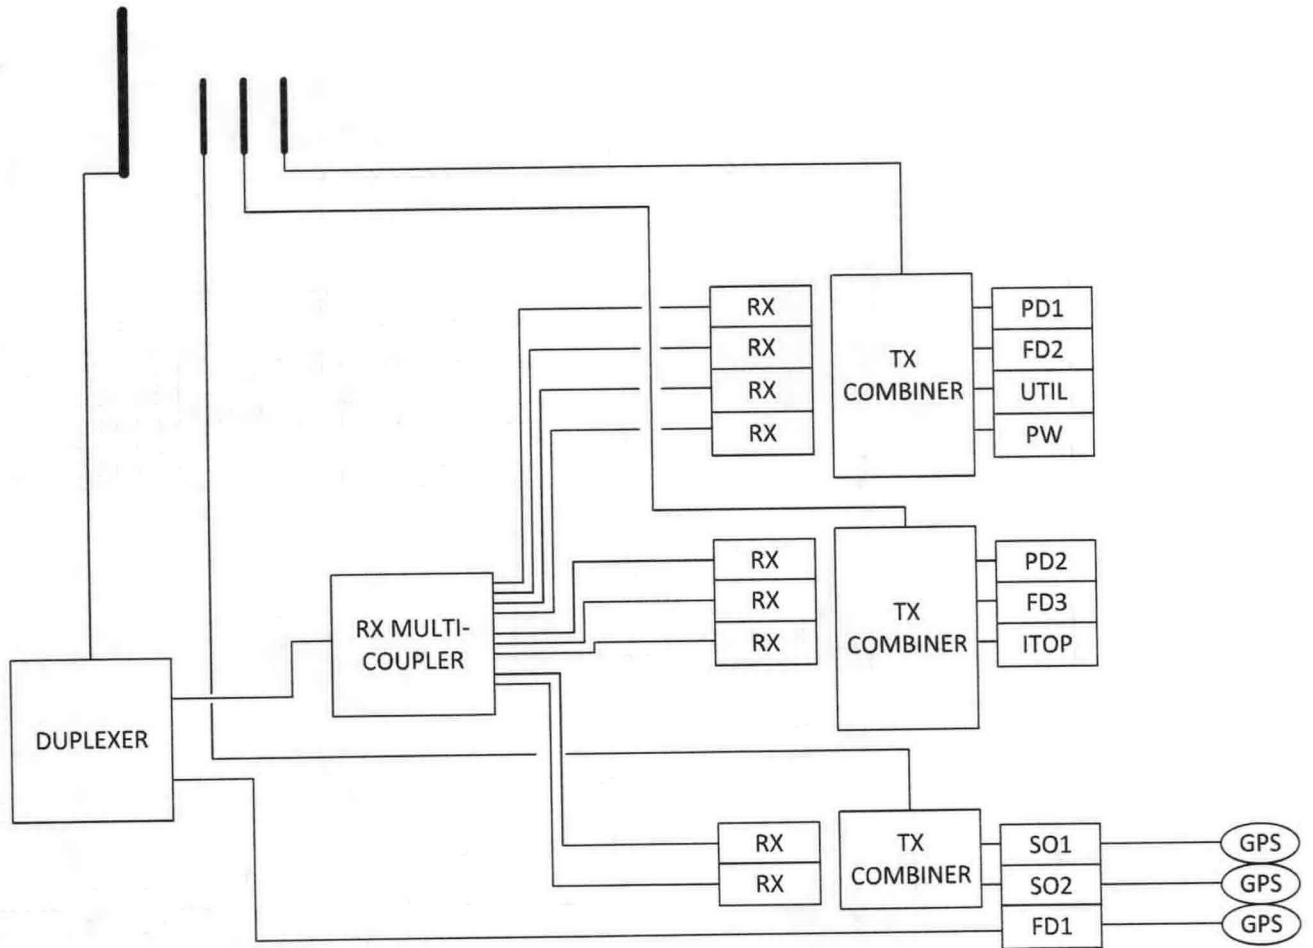 RX
RX
RX
RX
TX
COMBINER
PD1
FD2
UTIL
PW
RX
RX
RX
TX
COMBINER
PD2
FD3
ITOP
RX MULTI-
COUPLER
DUPLEXER
RX
RX
TX
COMBINER
SO1
SO2
FD1
GPS
GPS
GPS